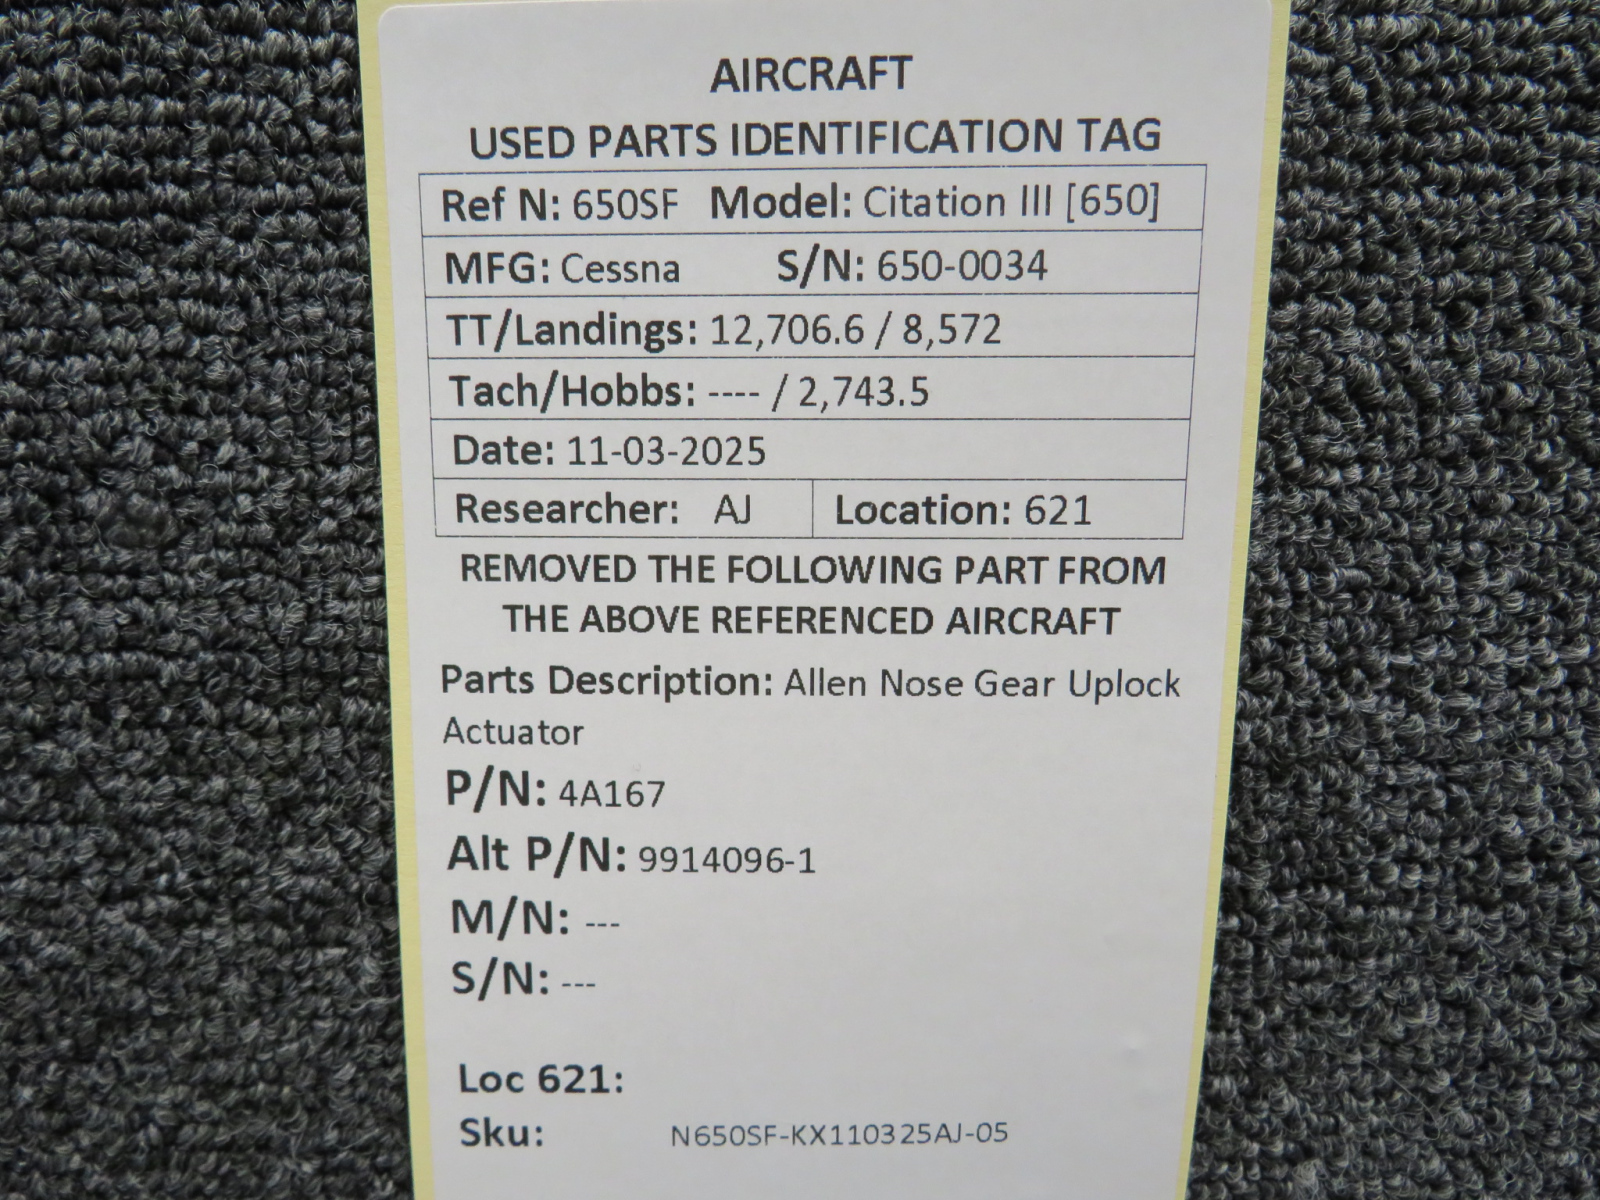 AIRCRAFT
USED PARTS IDENTIFICATION TAG
Ref N: 650SF Model: Citation III [650]
MFG: Cessna S/N: 650-0034
TT/Landings: 12,706.6 / 8,572
Tach/Hobbs: ---- / 2,743.5
Date: 11-03-2025
Researcher: AJ Location: 621
REMOVED THE FOLLOWING PART FROM
THE ABOVE REFERENCED AIRCRAFT
Parts Description: Allen Nose Gear Uplock
Actuator
P/N: 4A167
Alt P/N: 9914096-1
M/N: ---
S/N: ---
Loc 621:
Sku: N650SF-KX110325AJ-05